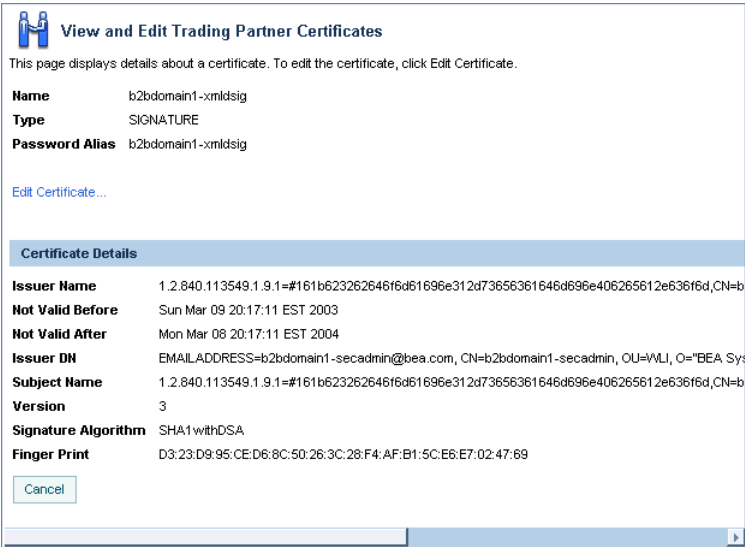 View and Edit Trading Partner Certificates
This page displays details about a certificate. To edit the certificate, click Edit Certificate.
Name b2bdomain1-xmldsig
Type SIGNATURE
Password Alias b2bdomain1-xmldsig
Edit Certificate...
Certificate Details
Issuer Name 1.2.840.113549.1.9.1=#161b623262646f6d61696e312d73656361646d696e406265612e636f6d,CN=b
Not Valid Before Sun Mar 09 20:17:11 EST 2003
Not Valid After Mon Mar 08 20:17:11 EST 2004
Issuer DN EMAILADDRESS=b2bdomain1-secadmin@bea.com, CN=b2bdomain1-secadmin, OU=WLI, O="BEA Sys
Subject Name 1.2.840.113549.1.9.1=#161b623262646f6d61696e312d73656361646d696e406265612e636f6d,CN=b
Version 3
Signature Algorithm SHA1withDSA
Finger Print D3:23:D9:95:CE:D6:8C:50:26:3C:28:F4:AF:B1:5C:E6:E7:02:47:69
Cancel